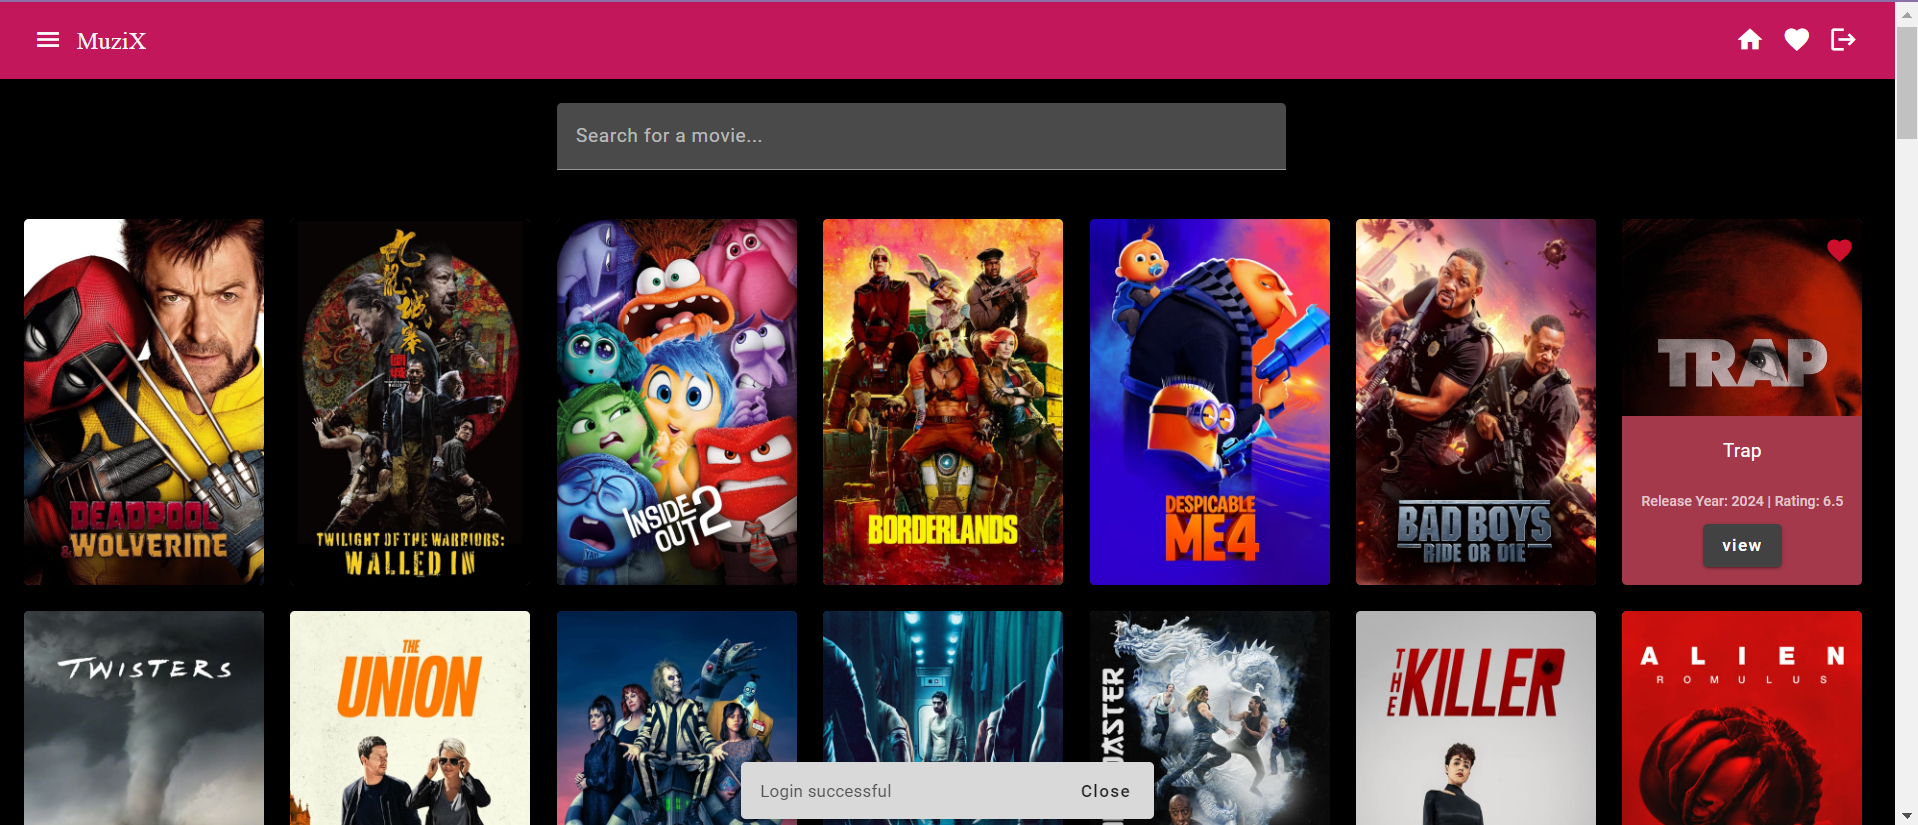 MuziX
Search for a movie...
DEADPOOL
& WOLVERINE
TWILIGHT OF THE WARRIORS:
WALLED IN
INSIDE
OUT 2
BORDERLANDS
DESPICABLE
ME 4
BAD BOYS
RIDE OR DIE
TRAP
Trap
Release Year: 2024 | Rating: 6.5
view
TWISTERS
THE
UNION
THE
KILLER
ALIEN
ROMULUS
Login successful
Close